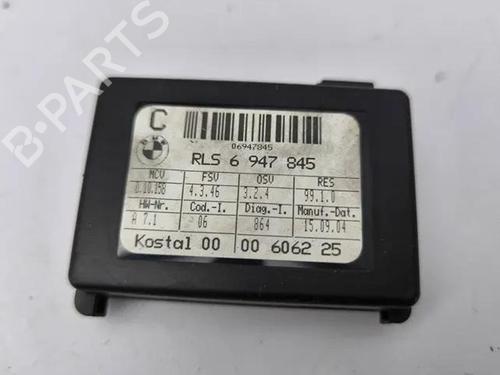 C
06947845
BMW
RLS 6 947 845
MCV FSV OSV RES
0.00.058 4.3.46 3.2.4 99.1.0
HW-Nr. Cod.-I. Diag.-I. Manuf.-Dat.
A 7.1 06 864 15.09.04
Kostal 00 00 6062 25
B-PARTS